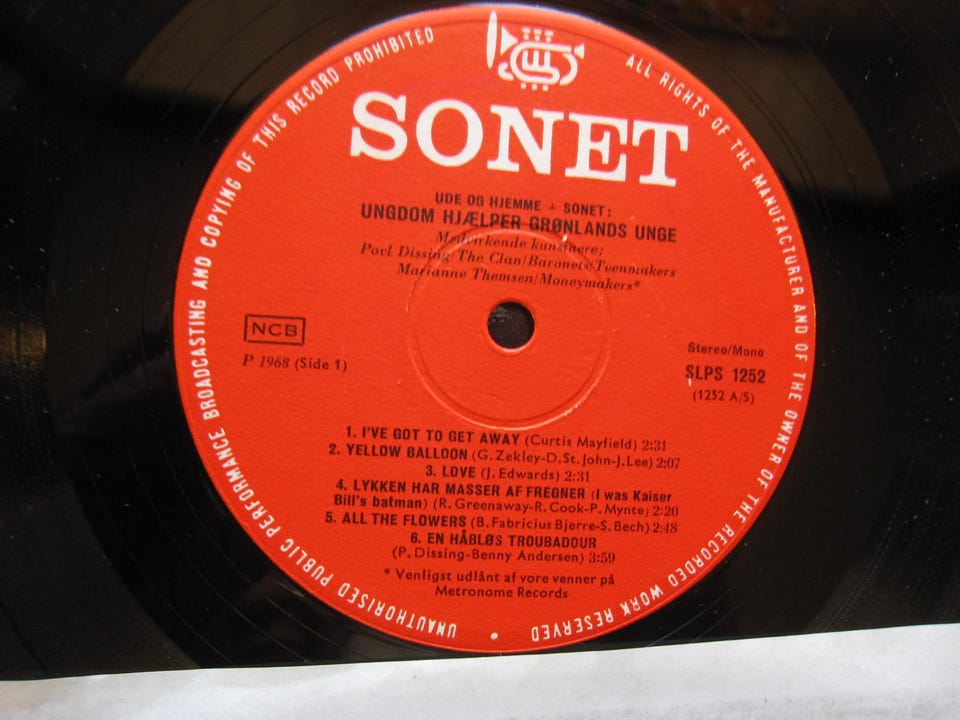 UNAUTHORISED PUBLIC PERFORMANCE BROADCASTING AND COPYING OF THIS RECORD PROHIBITED
ALL RIGHTS OF THE MANUFACTURER AND OF THE OWNER OF THE RECORDED WORK RESERVED •
SONET
UDE OG HJEMME + SONET:
UNGDOM HJÆLPER GRØNLANDS UNGE
Medvirkende kunstnere:
Povl Dissing/The Clan/Baronets/Teenmakers
Marianne Themsen/Moneymakers*
NCB
P 1968 (Side 1)
Stereo/Mono
SLPS 1252
(1252 A/S)
1. I'VE GOT TO GET AWAY (Curtis Mayfield) 2:31
2. YELLOW BALLOON (G. Zekley-D. St. John-J. Lee) 2:07
3. LOVE (J. Edwards) 2:31
4. LYKKEN HAR MASSER AF FREGNER (I was Kaiser
Bill's batman) (R. Greenaway-R. Cook-P. Mynte) 2:20
5. ALL THE FLOWERS (B. Fabricius Bjerre-S. Bech) 2:48
6. EN HÅBLØS TROUBADOUR
(P. Dissing-Benny Andersen) 3:59
* Venligst udlånt af vore venner på
Metronome Records